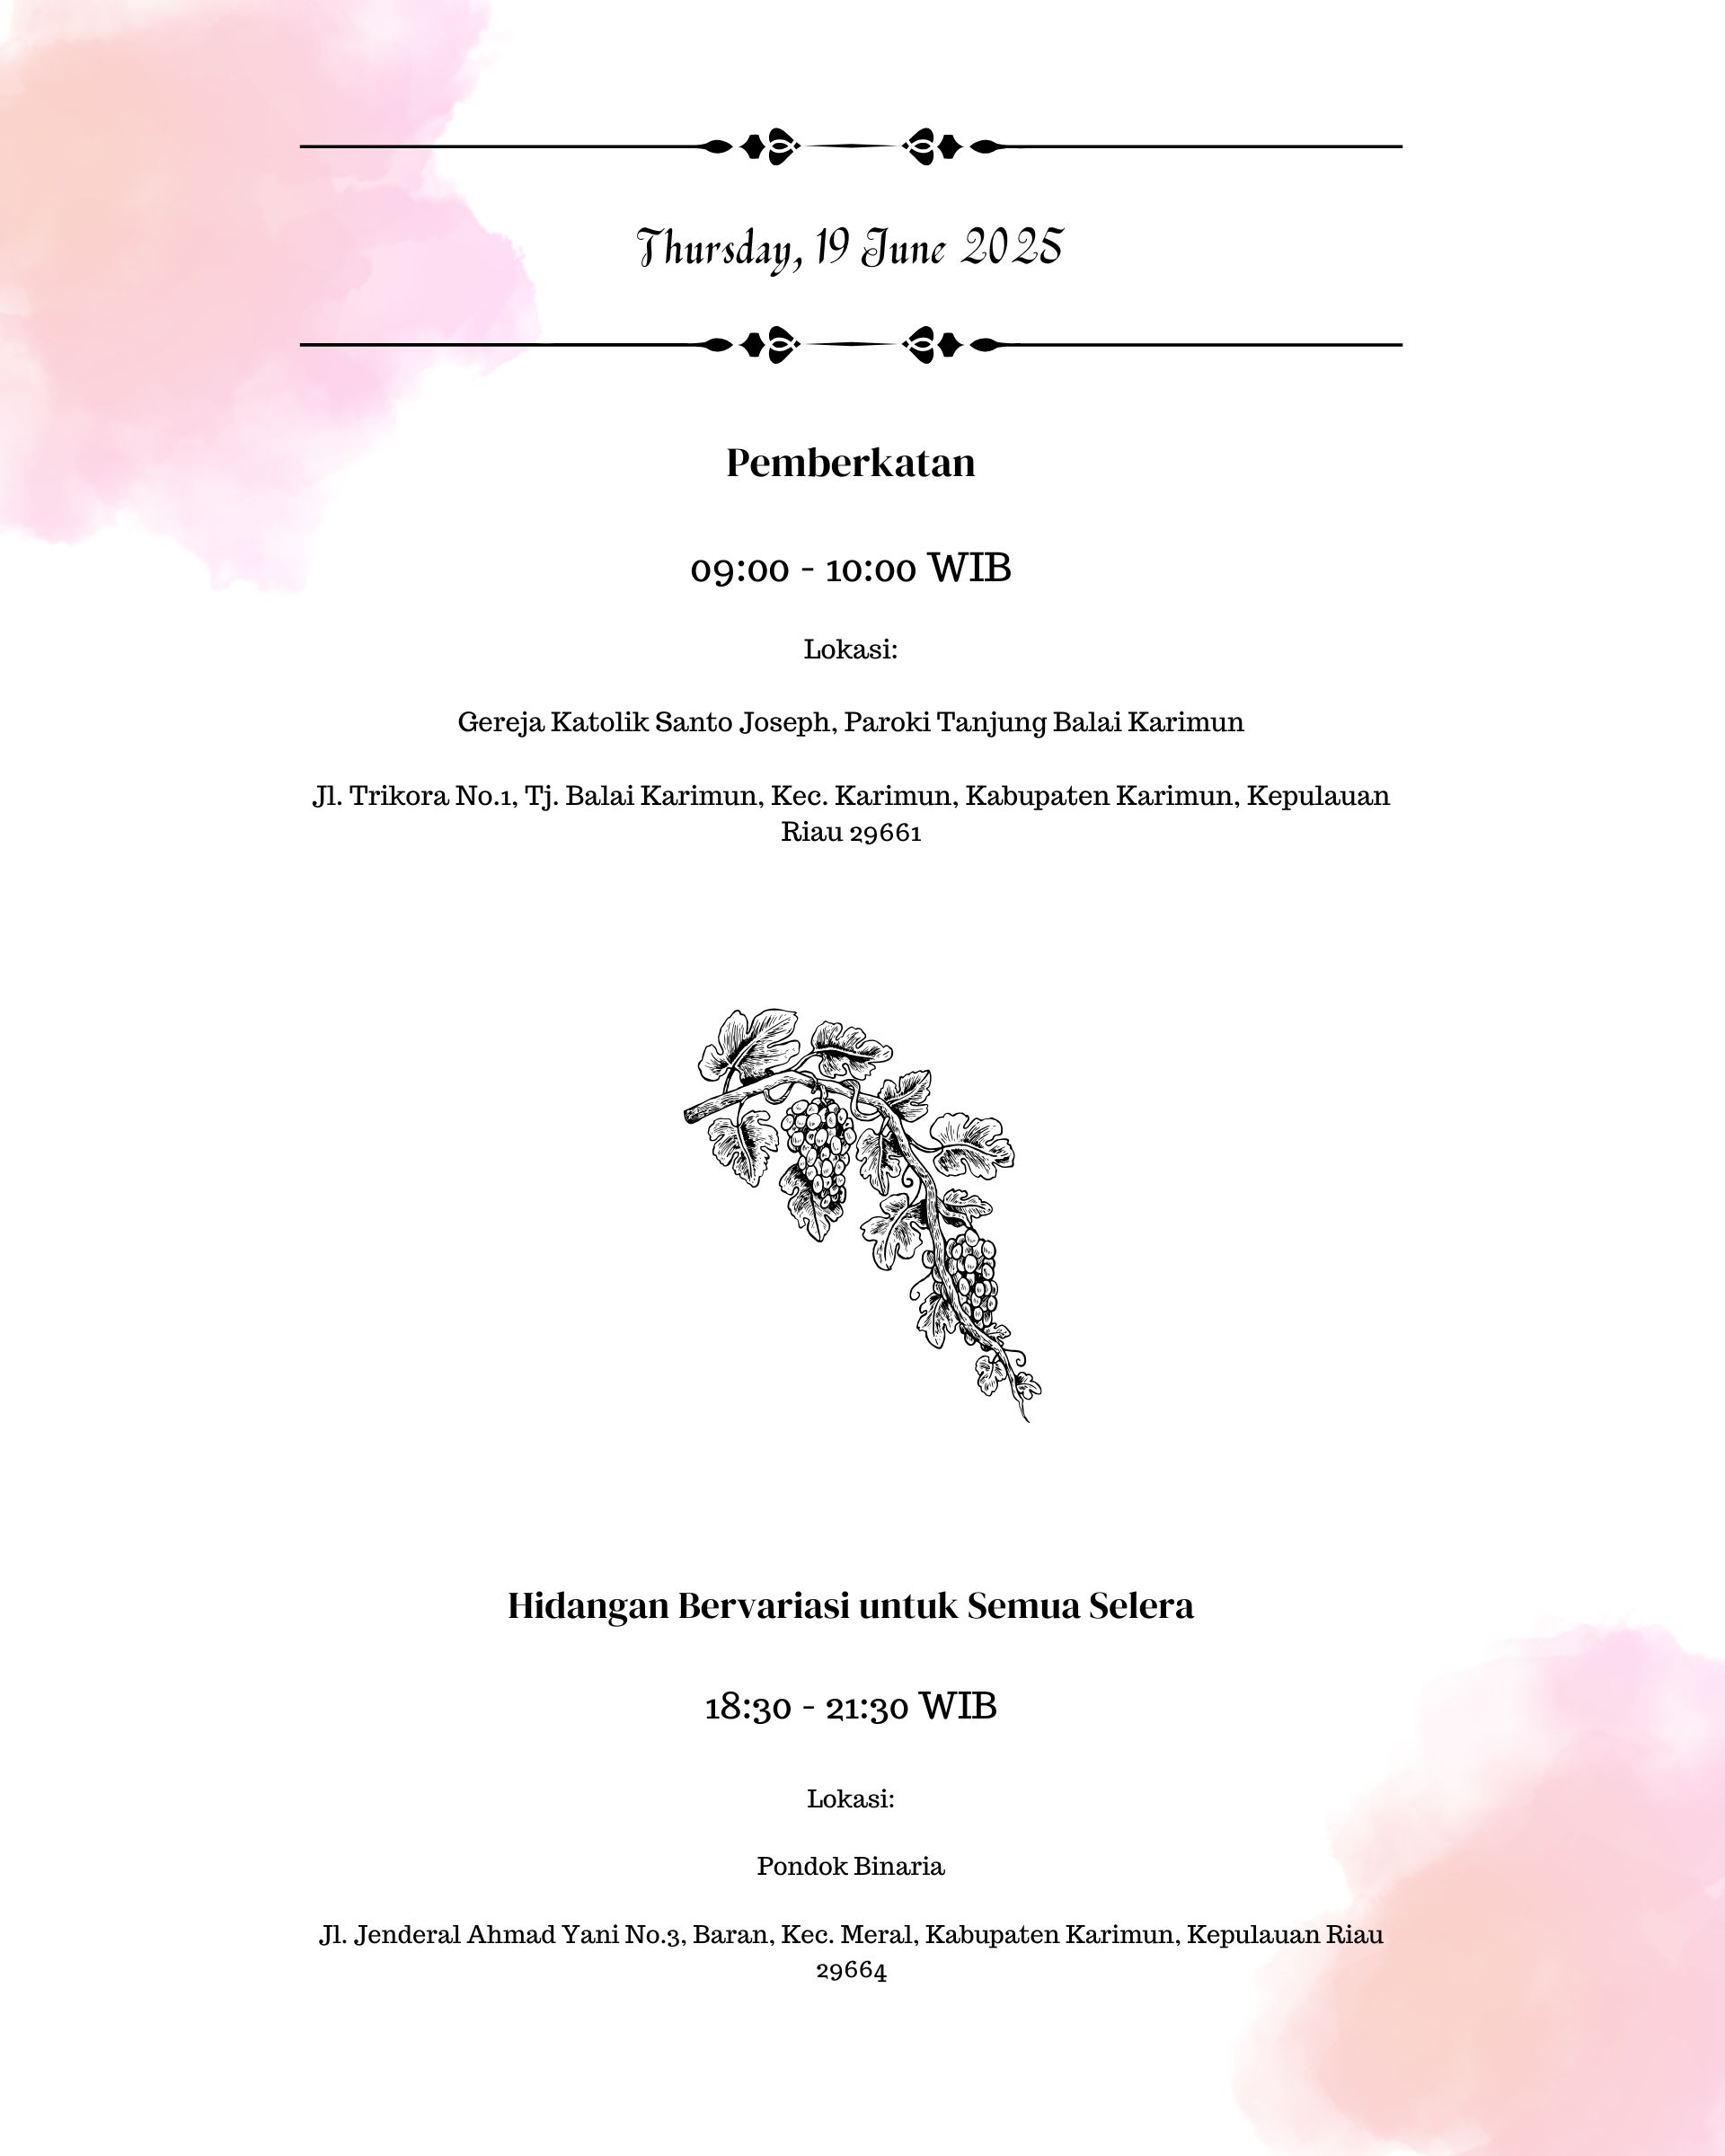 Thursday, 19 June 2025
Pemberkatan
09:00 - 10:00 WIB
Lokasi:
Gereja Katolik Santo Joseph, Paroki Tanjung Balai Karimun
Jl. Trikora No.1, Tj. Balai Karimun, Kec. Karimun, Kabupaten Karimun, Kepulauan
Riau 29661
Hidangan Bervariasi untuk Semua Selera
18:30 - 21:30 WIB
Lokasi:
Pondok Binaria
Jl. Jenderal Ahmad Yani No.3, Baran, Kec. Meral, Kabupaten Karimun, Kepulauan Riau
29664